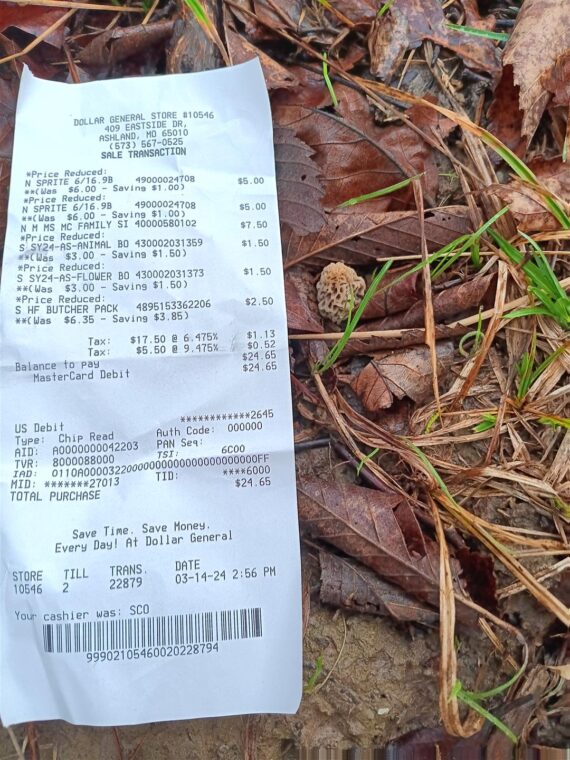 DOLLAR GENERAL STORE #10546
409 EASTSIDE DR,
ASHLAND, MO 65010
(573) 567-0525
SALE TRANSACTION
*Price Reduced:
N SPRITE 6/16.9B 49000024708 $5.00
**(Was $6.00 - Saving $1.00)
*Price Reduced:
N SPRITE 6/16.9B 49000024708 $5.00
**(Was $6.00 - Saving $1.00)
N M MS MC FAMILY SI 40000580102 $7.50
*Price Reduced:
S SY24-AS-ANIMAL BO 430002031359 $1.50
**(Was $3.00 - Saving $1.50)
*Price Reduced:
S SY24-AS-FLOWER BO 430002031373 $1.50
**(Was $3.00 - Saving $1.50)
*Price Reduced:
S HF BUTCHER PACK 4895153362206 $2.50
**(Was $6.35 - Saving $3.85)
Tax: $17.50 @ 6.475% $1.13
Tax: $5.50 @ 9.475% $0.52
Balance to pay $24.65
MasterCard Debit $24.65
************2645
US Debit Auth Code: 000000
Type: Chip Read PAN Seq:
AID: A0000000042203 TSI: 6C00
TVR: 8000088000
IAD: 0110A00003220000000000000000000000FF
MID: *******27013 TID: ****6000
TOTAL PURCHASE $24.65
Save Time. Save Money.
Every Day! At Dollar General
STORE TILL TRANS. DATE
10546 2 22879 03-14-24 2:56 PM
Your cashier was: SCO
99902105460020228794